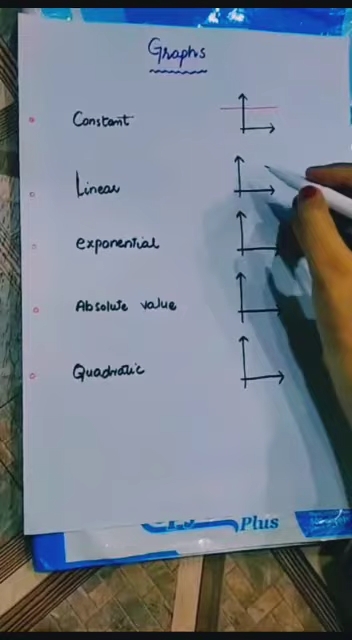 Graphs
Constant
Linear
exponential
Absolute value
Quadratic
Plus